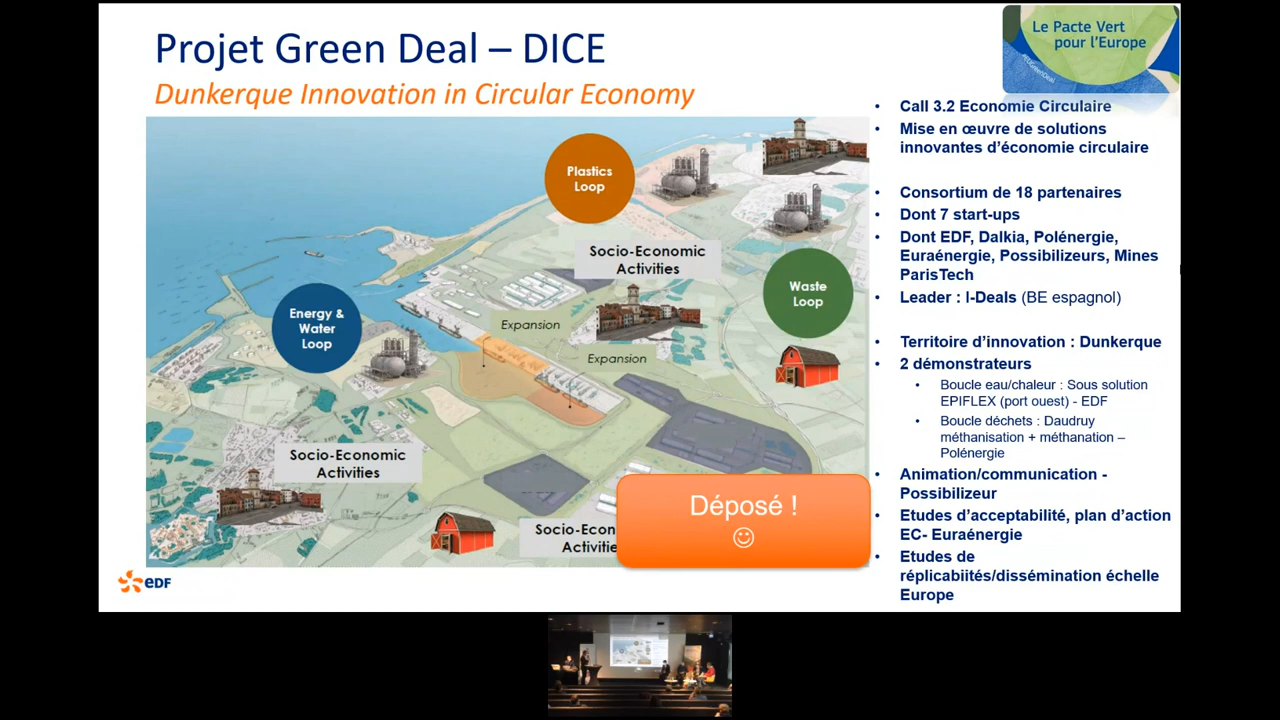 Projet Green Deal – DICE
Dunkerque Innovation in Circular Economy
Le Pacte Vert
pour l'Europe
#EUGreenDeal
Plastics
Loop
Socio-Economic
Activities
Waste
Loop
Energy &
Water
Loop
Expansion
Expansion
Socio-Economic
Activities
Socio-Econ
Activitie
Déposé !
☺
EDF
• Call 3.2 Economie Circulaire
• Mise en œuvre de solutions
innovantes d'économie circulaire
• Consortium de 18 partenaires
• Dont 7 start-ups
• Dont EDF, Dalkia, Polénergie,
Euraénergie, Possibilizeurs, Mines
ParisTech
• Leader : I-Deals (BE espagnol)
• Territoire d'innovation : Dunkerque
• 2 démonstrateurs
• Boucle eau/chaleur : Sous solution
EPIFLEX (port ouest) - EDF
• Boucle déchets : Daudruy
méthanisation + méthanation –
Polénergie
• Animation/communication -
Possibilizeur
• Etudes d'acceptabilité, plan d'action
EC- Euraénergie
• Etudes de
réplicabiités/dissémination échelle
Europe